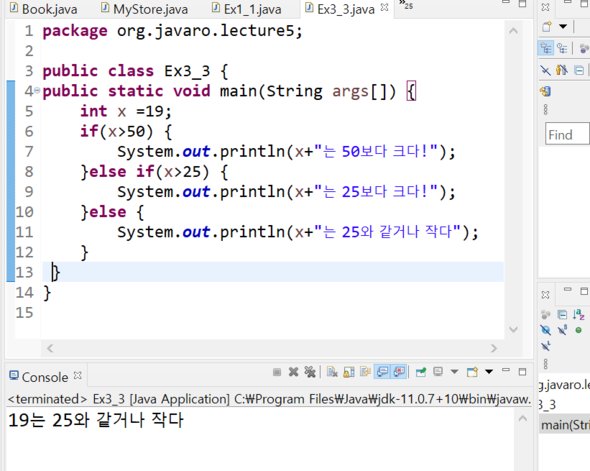 Book.java MyStore.java Ex1_1.java Ex3_3.java 25
1 package org.javaro.lecture5;
2
3 public class Ex3_3 {
4 public static void main(String args[]) {
5 int x =19;
6 if(x>50) {
7 System.out.println(x+"는 50보다 크다!");
8 }else if(x>25) {
9 System.out.println(x+"는 25보다 크다!");
10 }else {
11 System.out.println(x+"는 25와 같거나 작다");
12 }
13 }
14 }
15
Find
Console
<terminated> Ex3_3 [Java Application] C:₩Program Files₩Java₩jdk-11.0.7+10₩bin₩javaw.
19는 25와 같거나 작다
g.javaro.le
3_3
main(Stri